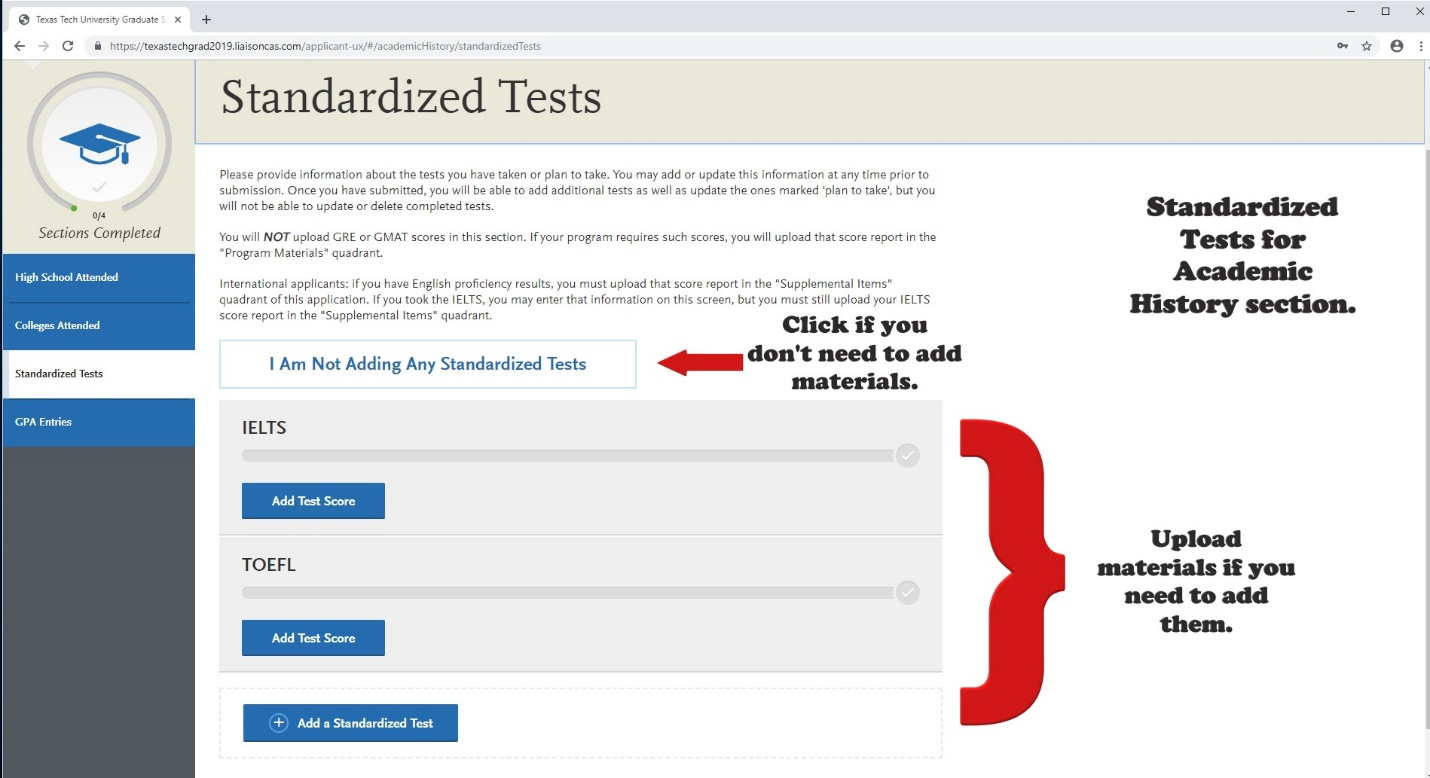 Texas Tech University Graduate S
https://texastechgrad2019.liaisoncas.com/applicant-ux/#/academicHistory/standardizedTests
0/4
Sections Completed
High School Attended
Colleges Attended
Standardized Tests
GPA Entries
Standardized Tests
Please provide information about the tests you have taken or plan to take. You may add or update this information at any time prior to
submission. Once you have submitted, you will be able to add additional tests as well as update the ones marked 'plan to take', but you
will not be able to update or delete completed tests.
You will NOT upload GRE or GMAT scores in this section. If your program requires such scores, you will upload that score report in the
"Program Materials" quadrant.
International applicants: if you have English proficiency results, you must upload that score report in the "Supplemental Items"
quadrant of this application. If you took the IELTS, you may enter that information on this screen, but you must still upload your IELTS
score report in the "Supplemental Items" quadrant.
I Am Not Adding Any Standardized Tests
Click if you
don't need to add
materials.
IELTS
Add Test Score
TOEFL
Add Test Score
Add a Standardized Test
Standardized
Tests for
Academic
History section.
Upload
materials if you
need to add
them.